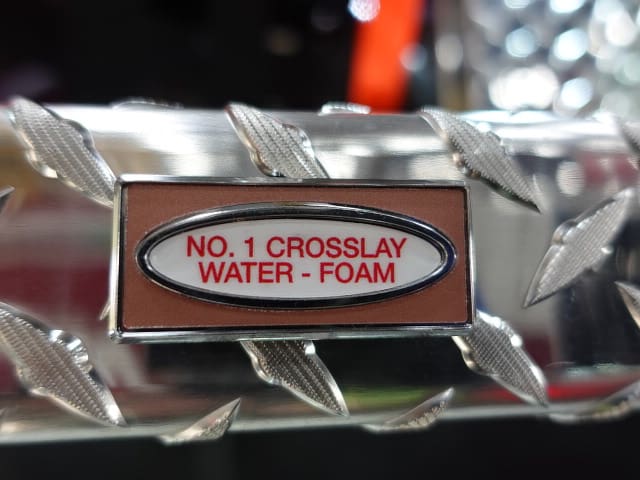 NO. 1 CROSSLAY
WATER - FOAM